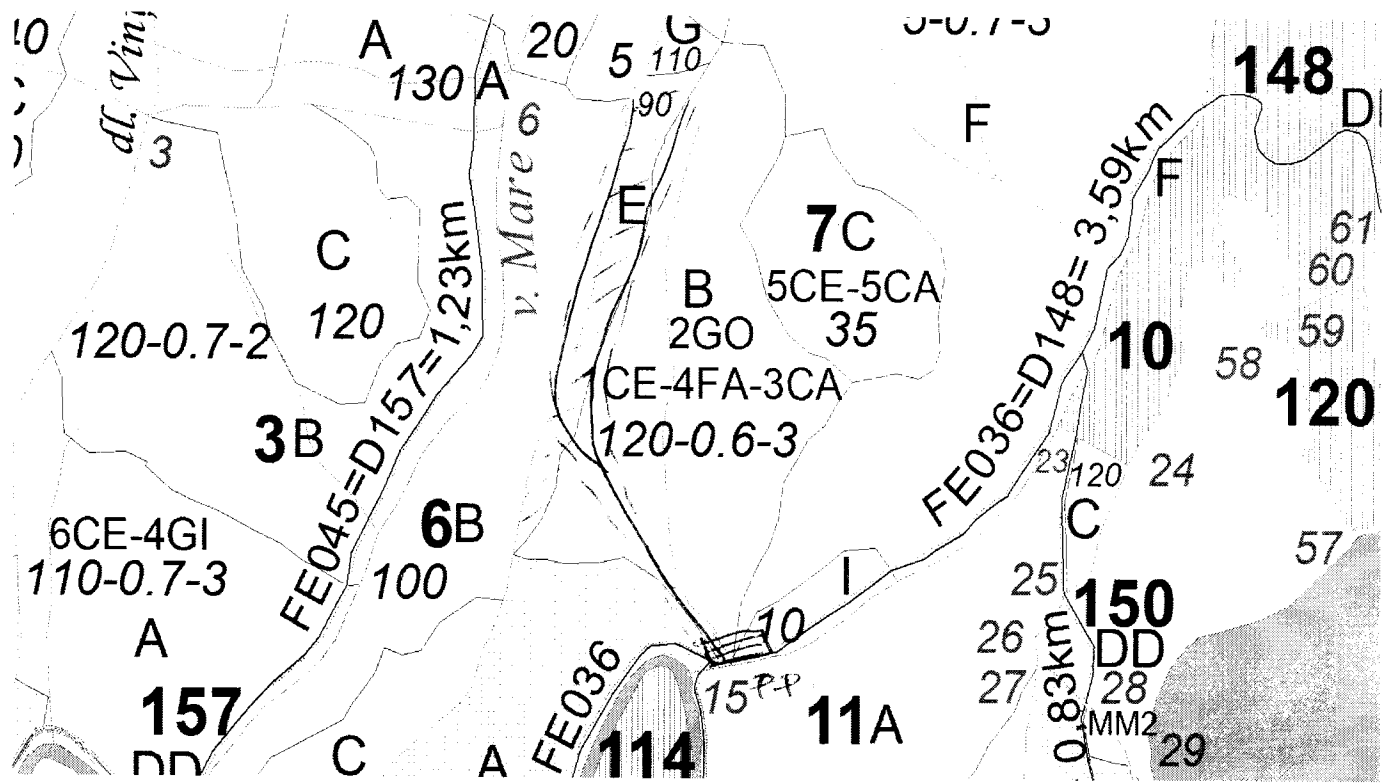 A
20
G
148
dl.
130
A
5
110
90
6
F
D
3
v. Mare
E
F
7C
61
C
B
5CE-5CA
60
120
2GO
35
59
120-0.7-2
10
58
CE-4FA-3CA
120
3B
120-0.6-3
FE045=D157=1,23km
FE036=D148= 3,59km
23
120
24
6B
C
6CE-4GI
57
110-0.7-3
100
I
25
150
A
10
26
DD
FE036
15 P.P
27
28
0,83km
157
11A
MM2
DD
C
A
114
29